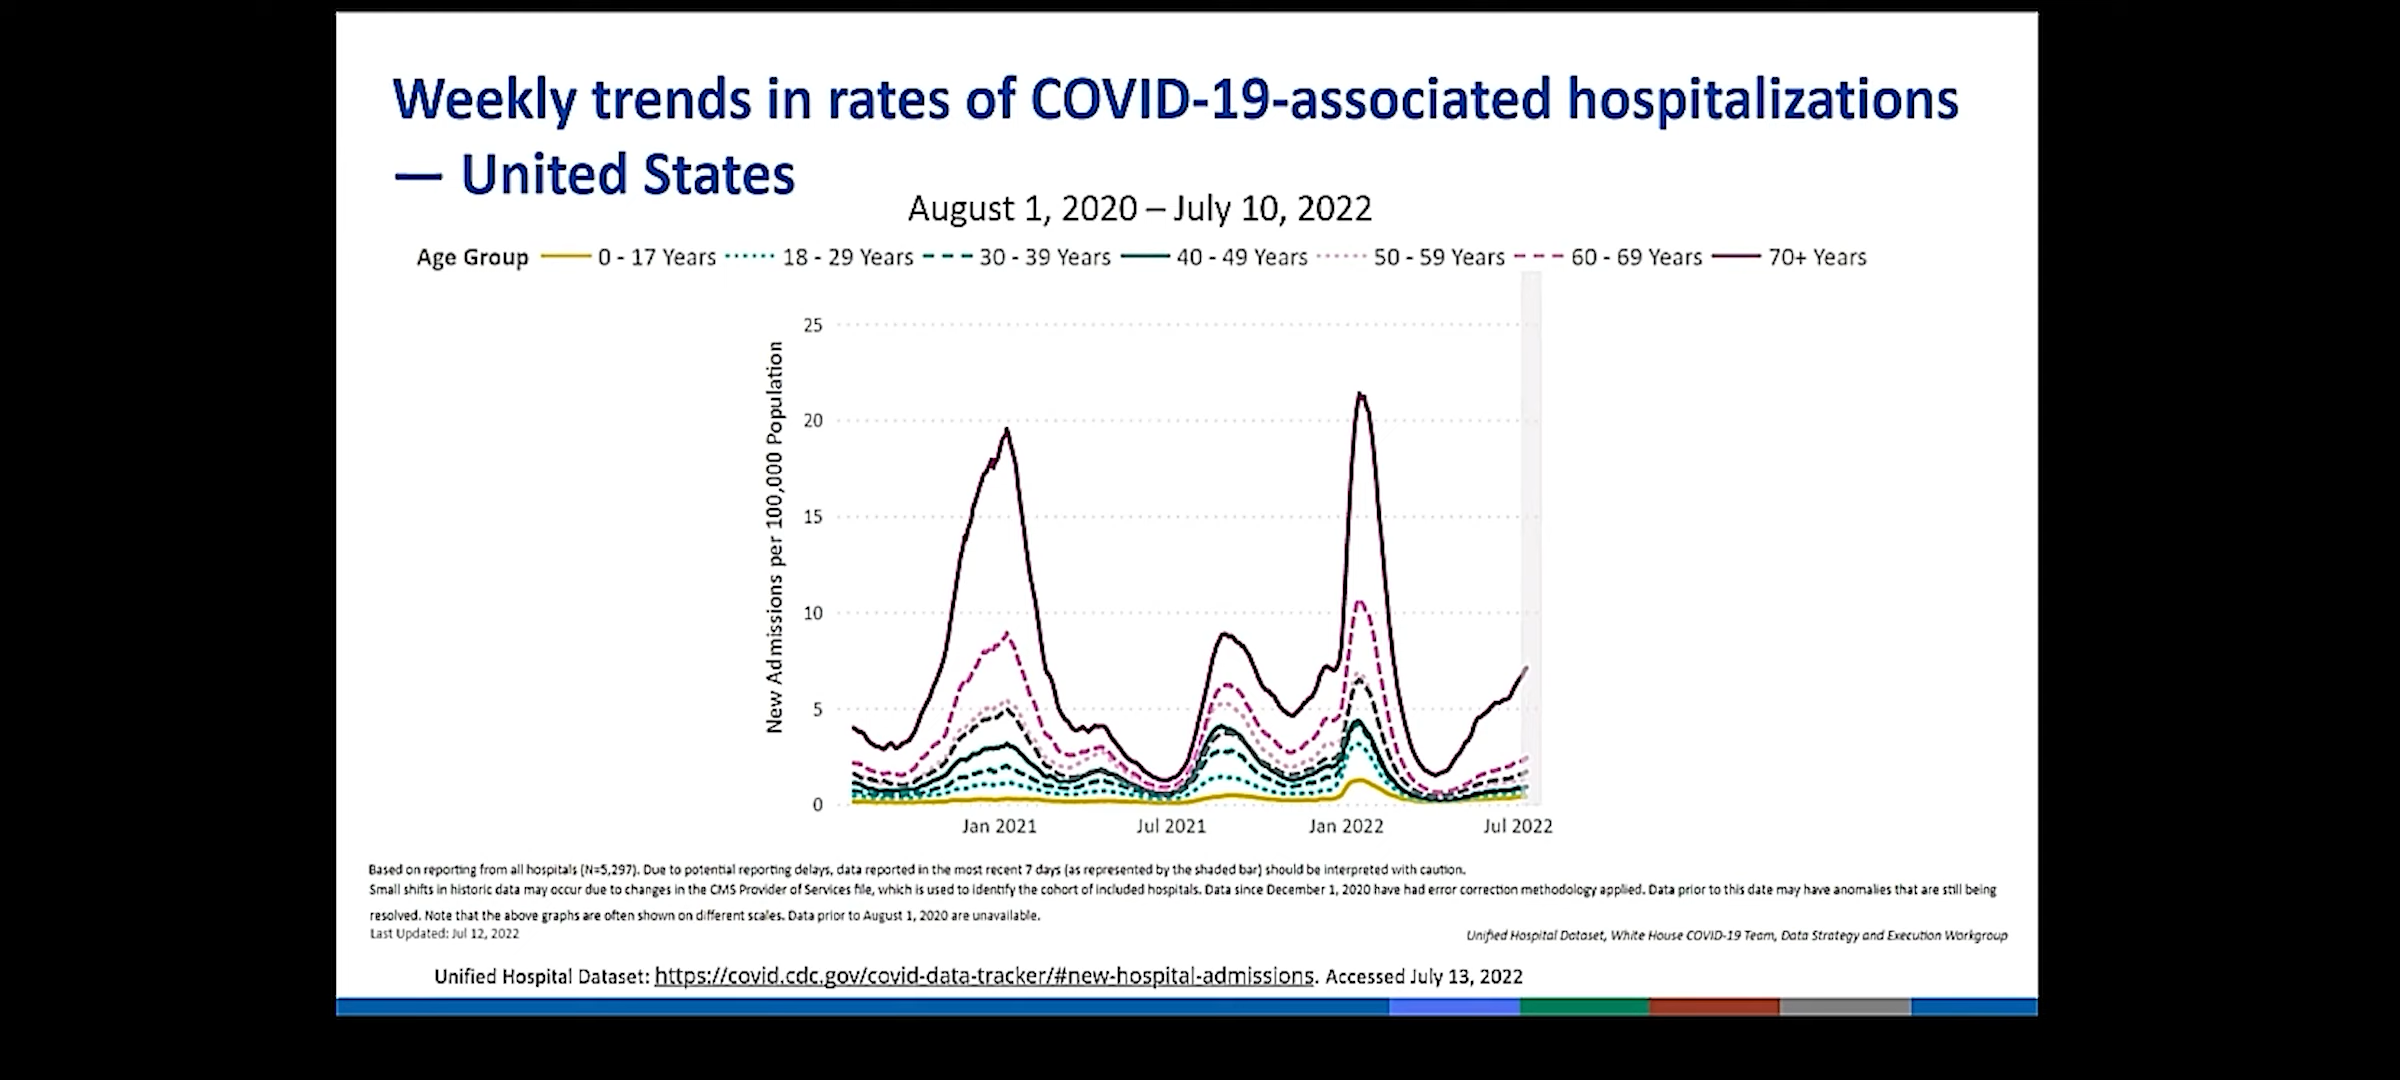 Weekly trends in rates of COVID-19-associated hospitalizations
— United States
August 1, 2020 – July 10, 2022
Age Group 0 - 17 Years 18 - 29 Years 30 - 39 Years 40 - 49 Years 50 - 59 Years 60 - 69 Years 70+ Years
New Admissions per 100,000 Population
25
20
15
10
5
0
Jan 2021 Jul 2021 Jan 2022 Jul 2022
Based on reporting from all hospitals (N=5,297). Due to potential reporting delays, data reported in the most recent 7 days (as represented by the shaded bar) should be interpreted with caution.
Small shifts in historic data may occur due to changes in the CMS Provider of Services file, which is used to identify the cohort of included hospitals. Data since December 1, 2020 have had error correction methodology applied. Data prior to this date may have anomalies that are still being
resolved. Note that the above graphs are often shown on different scales. Data prior to August 1, 2020 are unavailable.
Last Updated: Jul 12, 2022
Unified Hospital Dataset, White House COVID-19 Team, Data Strategy and Execution Workgroup
Unified Hospital Dataset: https://covid.cdc.gov/covid-data-tracker/#new-hospital-admissions. Accessed July 13, 2022